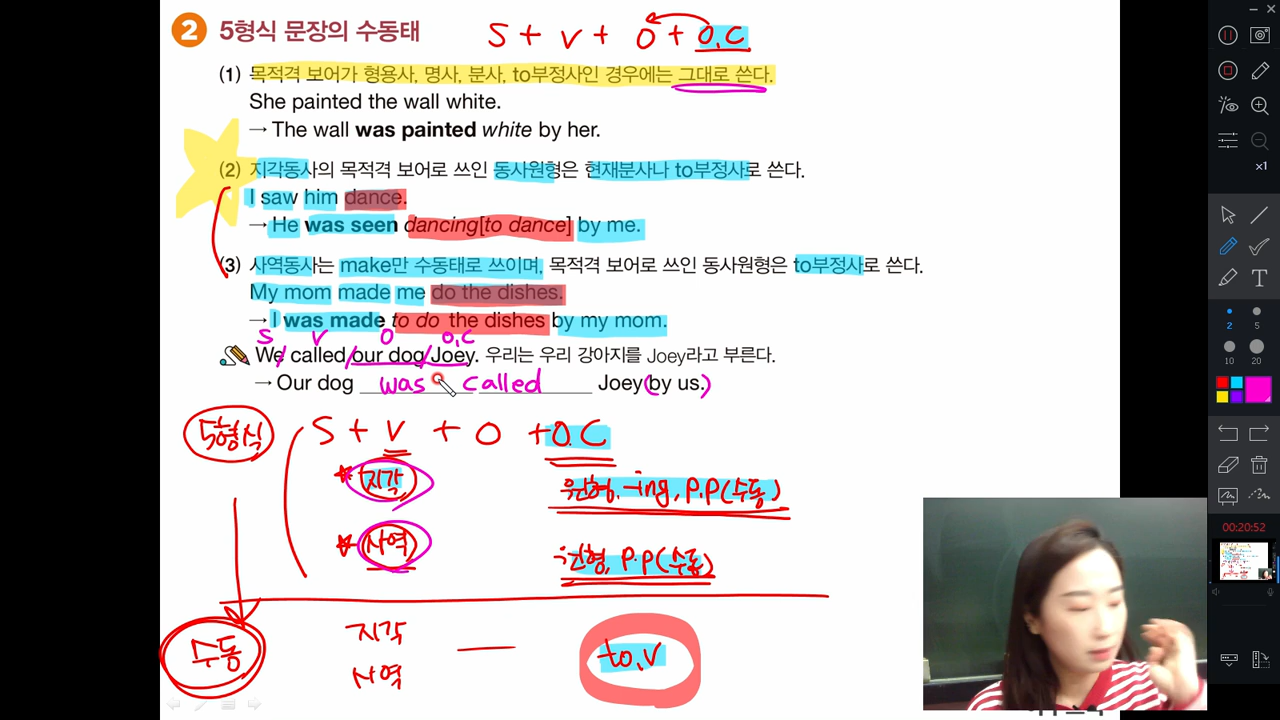 2 5형식 문장의 수동태 S + V + O + O.C
(1) 목적격 보어가 형용사, 명사, 분사, to부정사인 경우에는 그대로 쓴다.
She painted the wall white.
→ The wall was painted white by her.
(2) 지각동사의 목적격 보어로 쓰인 동사원형은 현재분사나 to부정사로 쓴다.
I saw him dance.
→ He was seen dancing[to dance] by me.
(3) 사역동사는 make만 수동태로 쓰이며, 목적격 보어로 쓰인 동사원형은 to부정사로 쓴다.
My mom made me do the dishes.
→ I was made to do the dishes by my mom.
S V O O.C
We called our dog Joey. 우리는 우리 강아지를 Joey라고 부른다.
→ Our dog was called Joey (by us.)
5형식 S + V + O + O.C
지각 원형, -ing, P.P(수동)
사역 원형, P.P(수동)
수동 지각 — to.V
사역
×1
2 5
10 20
00:20:52